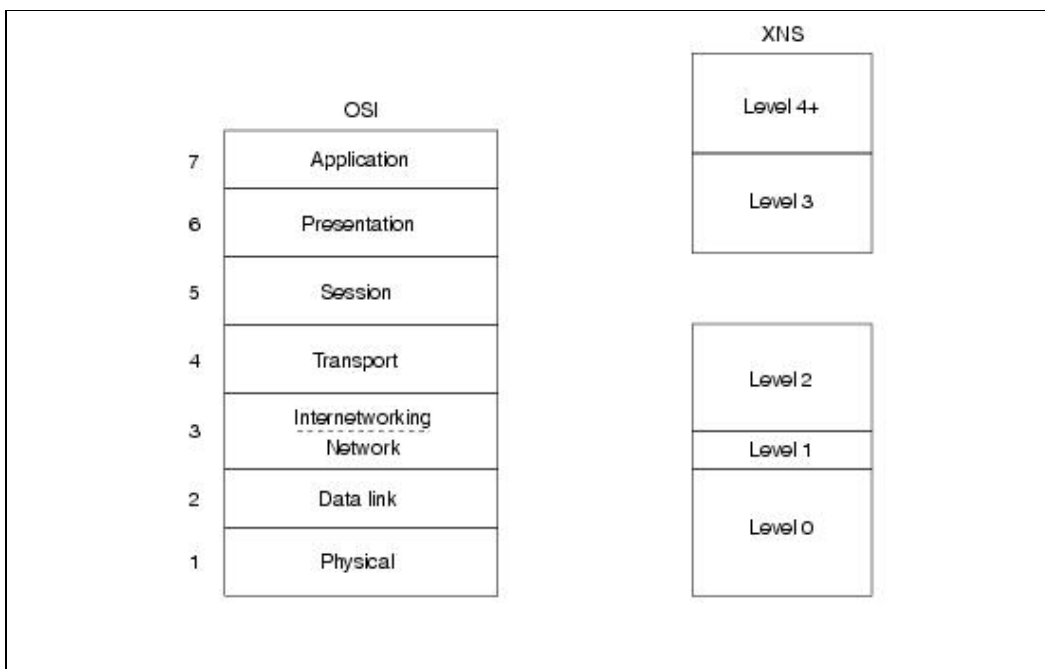 XNS
Level 4+
OSI
7 Application
Level 3
6 Presentation
5 Session
4 Transport
Level 2
3 Internetworking
Network
Level 1
2 Data link
Level 0
1 Physical